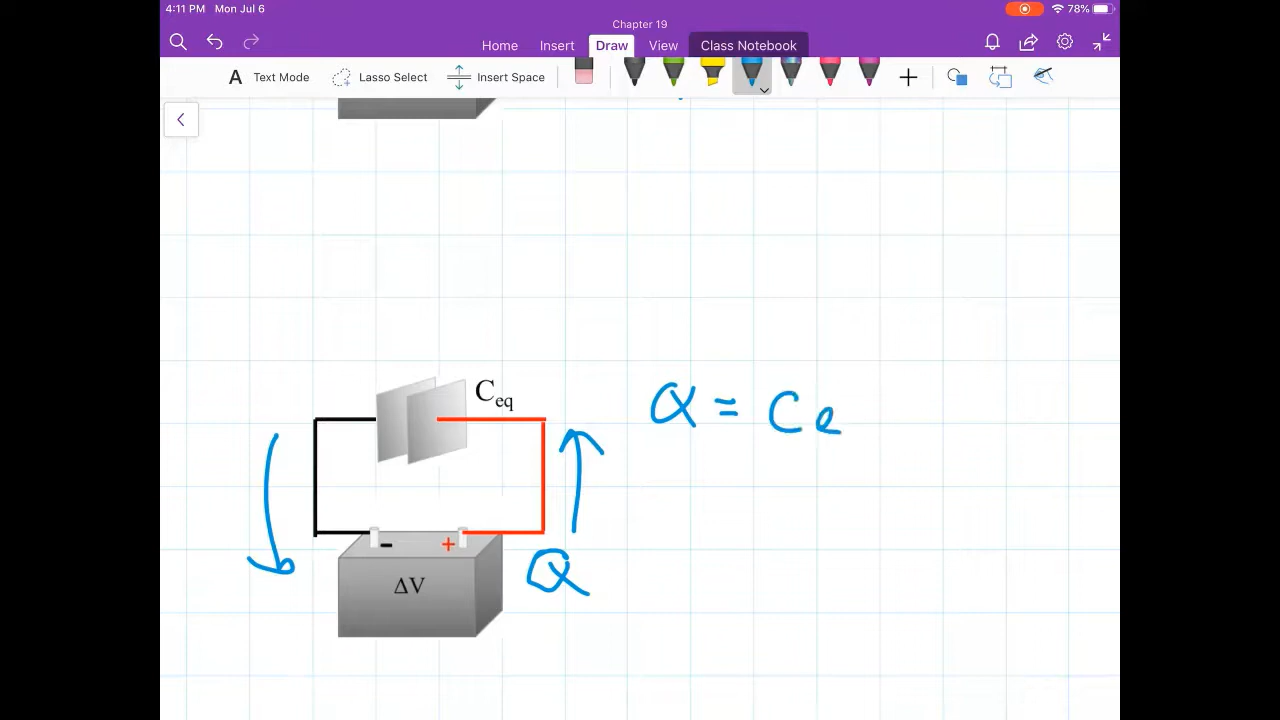 4:11 PM Mon Jul 6
78%
Chapter 19
Home Insert Draw View Class Notebook
A Text Mode Lasso Select Insert Space
Ceq
Q = Ce
- +
ΔV
Q